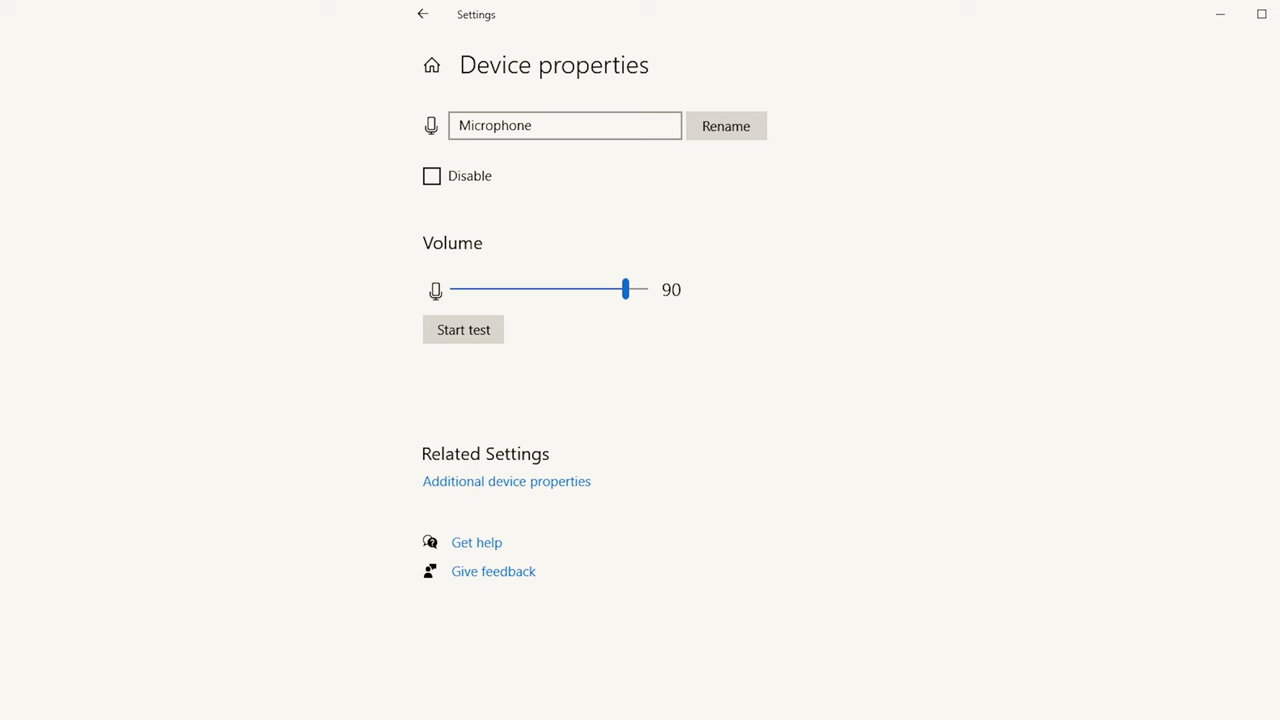 Settings
Device properties
Microphone
Rename
Disable
Volume
90
Start test
Related Settings
Additional device properties
Get help
Give feedback